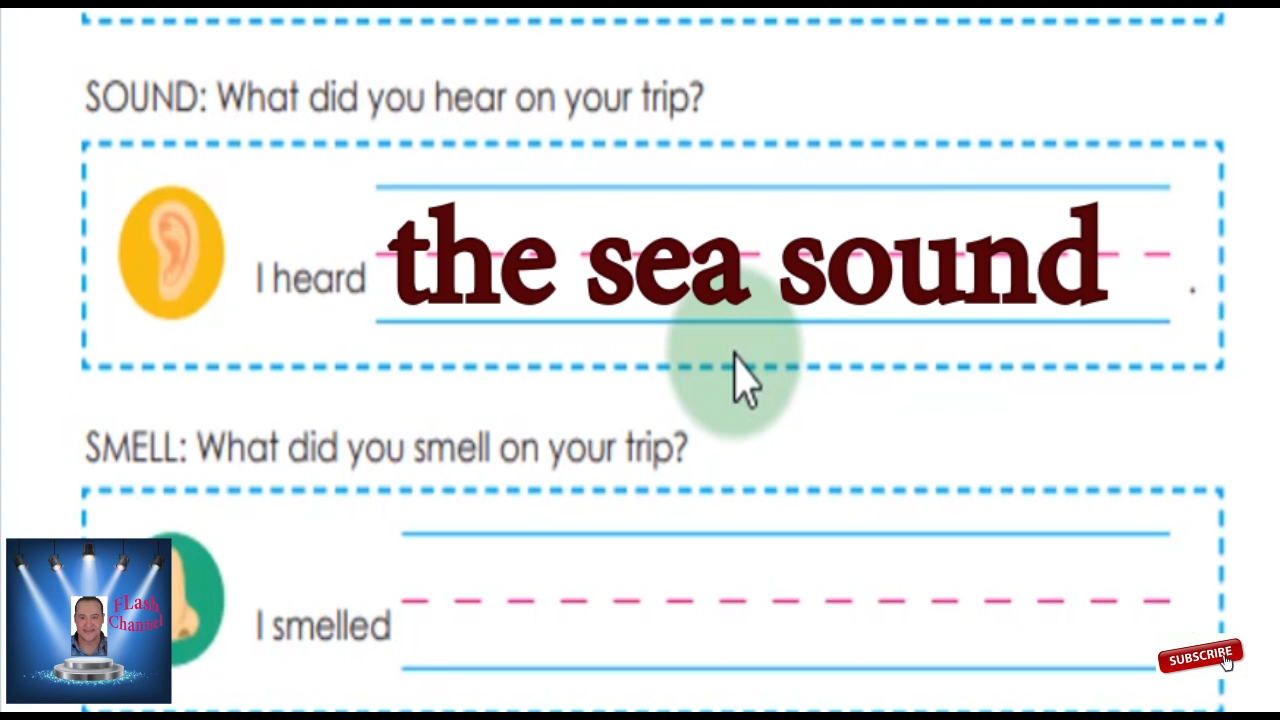 SOUND: What did you hear on your trip?
I heard the sea sound .
SMELL: What did you smell on your trip?
I smelled
FLash
Channel
SUBSCRIBE